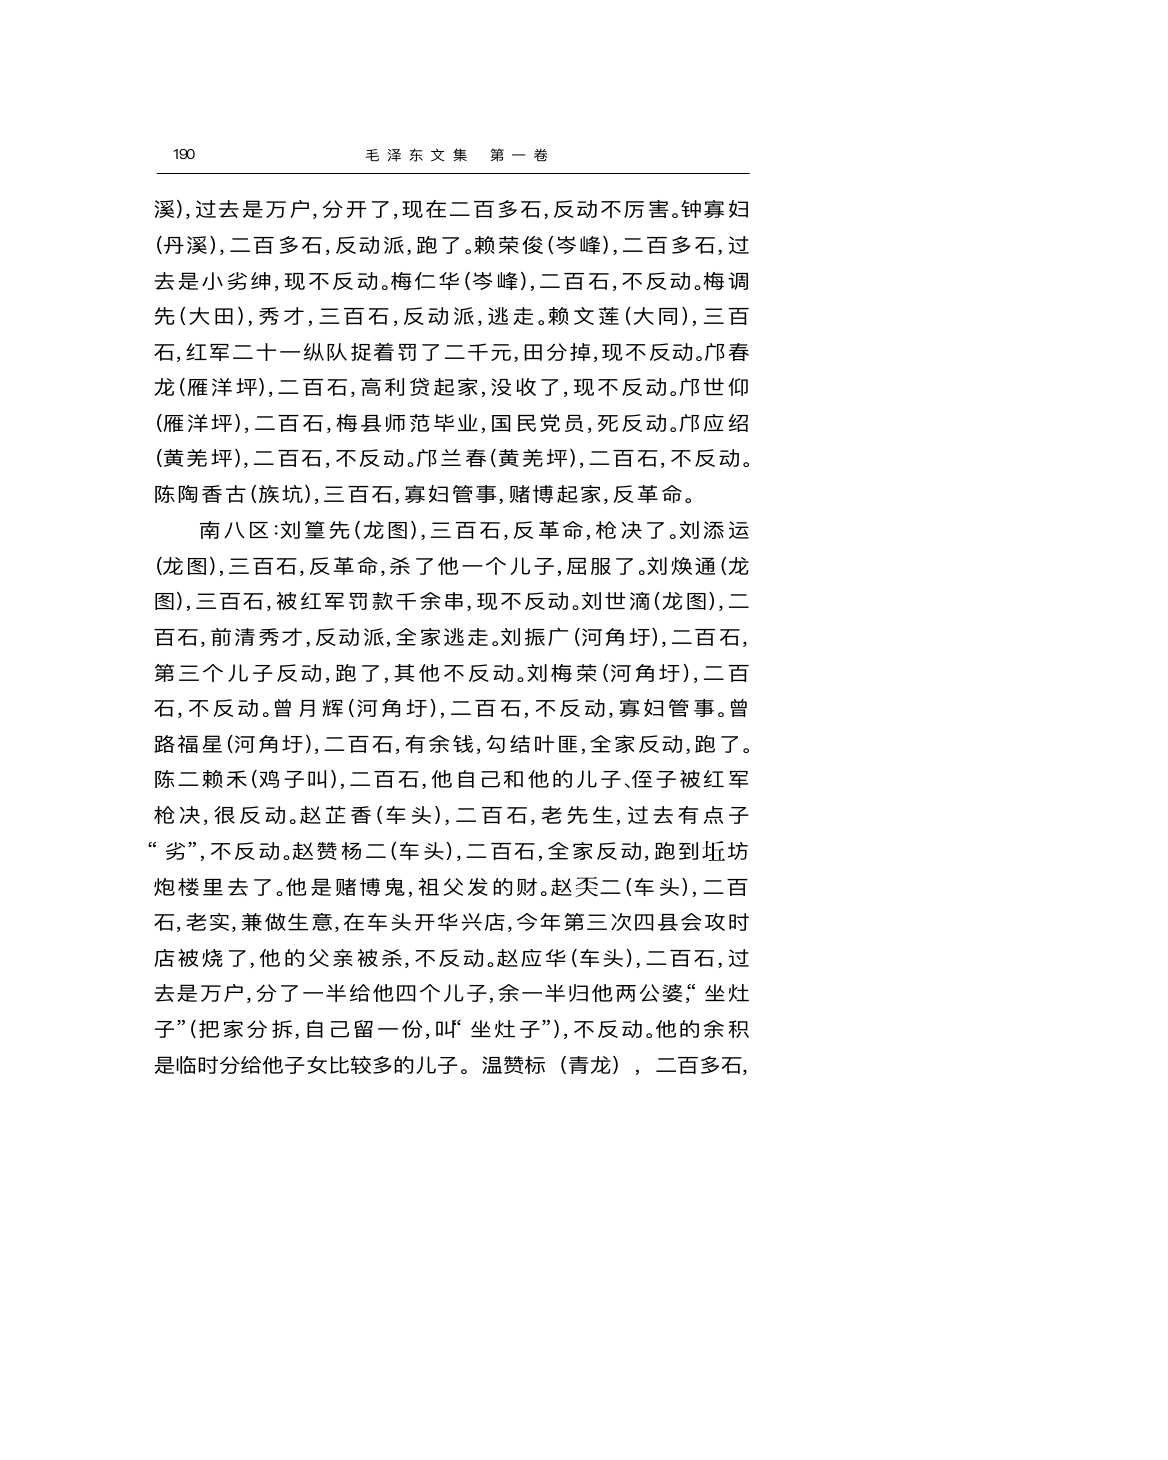 190 毛泽东文集 第一卷
溪),过去是万户,分开了,现在二百多石,反动不厉害。钟寡妇
(丹溪),二百多石,反动派,跑了。赖荣俊(岑峰),二百多石,过
去是小劣绅,现不反动。梅仁华(岑峰),二百石,不反动。梅调
先(大田),秀才,三百石,反动派,逃走。赖文莲(大同),三百
石,红军二十一纵队捉着罚了二千元,田分掉,现不反动。邝春
龙(雁洋坪),二百石,高利贷起家,没收了,现不反动。邝世仰
(雁洋坪),二百石,梅县师范毕业,国民党员,死反动。邝应绍
(黄羌坪),二百石,不反动。邝兰春(黄羌坪),二百石,不反动。
陈陶香古(族坑),三百石,寡妇管事,赌博起家,反革命。
南八区:刘篁先(龙图),三百石,反革命,枪决了。刘添运
(龙图),三百石,反革命,杀了他一个儿子,屈服了。刘焕通(龙
图),三百石,被红军罚款千余串,现不反动。刘世滴(龙图),二
百石,前清秀才,反动派,全家逃走。刘振广(河角圩),二百石,
第三个儿子反动,跑了,其他不反动。刘梅荣(河角圩),二百
石,不反动。曾月辉(河角圩),二百石,不反动,寡妇管事。曾
路福星(河角圩),二百石,有余钱,勾结叶匪,全家反动,跑了。
陈二赖禾(鸡子叫),二百石,他自己和他的儿子、侄子被红军
枪决,很反动。赵芷香(车头),二百石,老先生,过去有点子
“劣”,不反动。赵赞杨二(车头),二百石,全家反动,跑到坵坊
炮楼里去了。他是赌博鬼,祖父发的财。赵奀二(车头),二百
石,老实,兼做生意,在车头开华兴店,今年第三次四县会攻时
店被烧了,他的父亲被杀,不反动。赵应华(车头),二百石,过
去是万户,分了一半给他四个儿子,余一半归他两公婆,“坐灶
子”(把家分拆,自己留一份,叫“坐灶子”),不反动。他的余积
是临时分给他子女比较多的儿子。温赞标（青龙），二百多石,